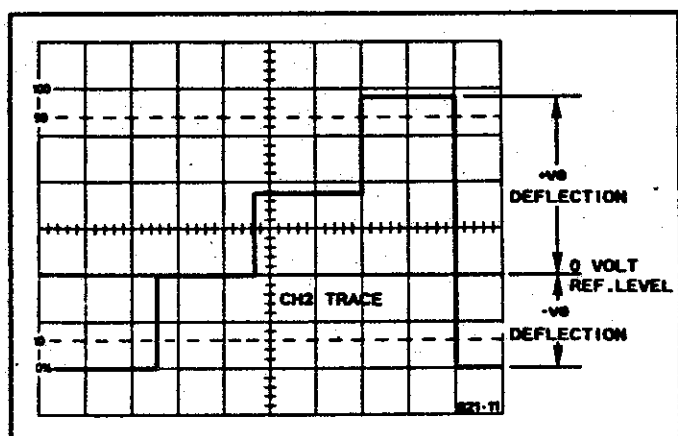 100
90
+ve
DEFLECTION
0 VOLT
REF.LEVEL
CH2 TRACE
-ve
DEFLECTION
10
0%
821-11